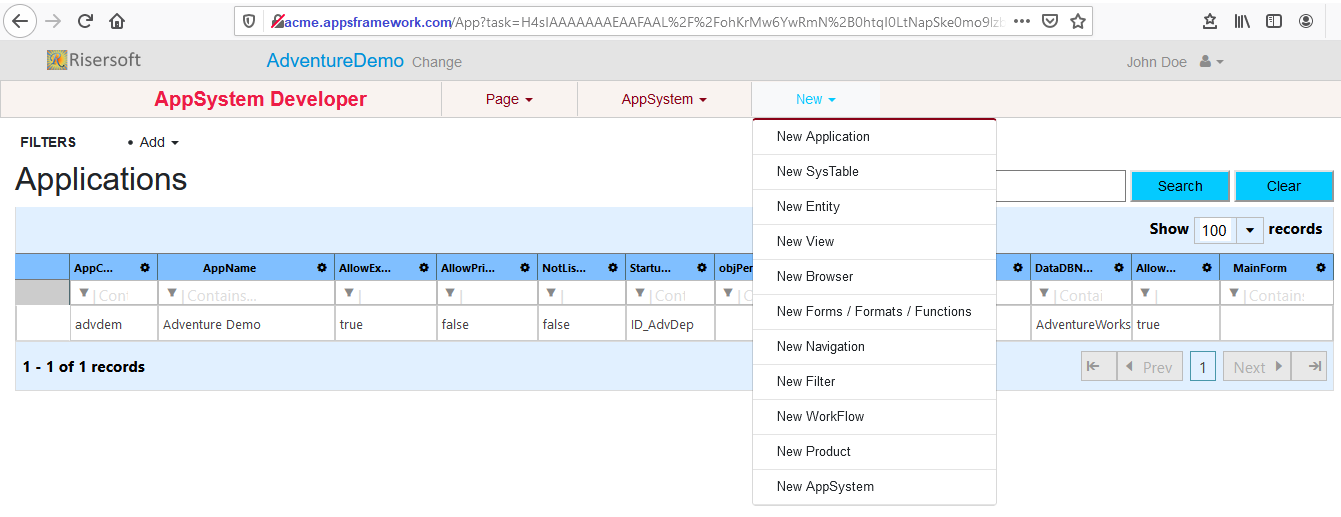 acme.appsframework.com/App?task=H4sIAAAAAAAEAAFAAL%2F%2FohKrMw6YwRmN%2B0htqI0LtNapSke0mo9Izb
Risersoft AdventureDemo Change John Doe
AppSystem Developer Page AppSystem New
FILTERS • Add
New Application
New SysTable
New Entity
New View
New Browser
New Forms / Formats / Functions
New Navigation
New Filter
New WorkFlow
New Product
New AppSystem
Applications Search Clear
Show 100 records
AppC... AppName AllowEx... AllowPri... NotLis... Startu... objPer DataDBN... Allow... MainForm
Cont Contains... Cont Cont Contai Contains
advdem Adventure Demo true false false ID_AdvDep AdventureWorks true
1 - 1 of 1 records Prev 1 Next